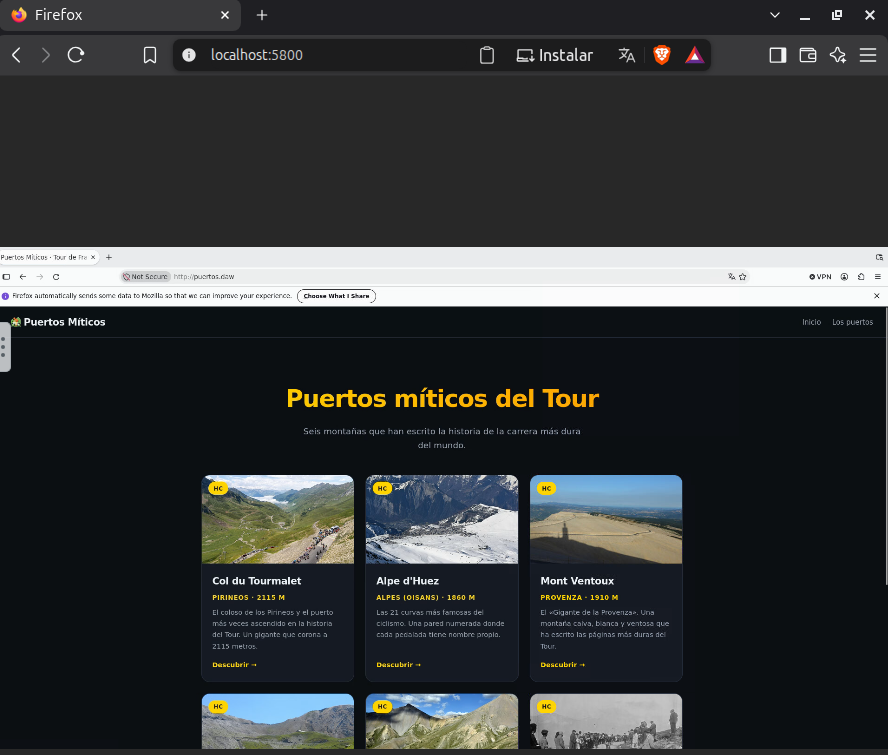 Firefox
localhost:5800
Instalar
Puertos Míticos · Tour de Fra
Not Secure
http://puertos.daw
VPN
Firefox automatically sends some data to Mozilla so that we can improve your experience.
Choose What I Share
Puertos Míticos
Inicio
Los puertos
Puertos míticos del Tour
Seis montañas que han escrito la historia de la carrera más dura
del mundo.
HC
Col du Tourmalet
PIRINEOS · 2115 M
El coloso de los Pirineos y el puerto
más veces ascendido en la historia
del Tour. Un gigante que corona a
2115 metros.
Descubrir →
HC
Alpe d'Huez
ALPES (OISANS) · 1860 M
Las 21 curvas más famosas del
ciclismo. Una pared numerada donde
cada pedalada tiene nombre propio.
Descubrir →
HC
Mont Ventoux
PROVENZA · 1910 M
El «Gigante de la Provenza». Una
montaña calva, blanca y ventosa que
ha escrito las páginas más duras del
Tour.
Descubrir →
HC
HC
HC